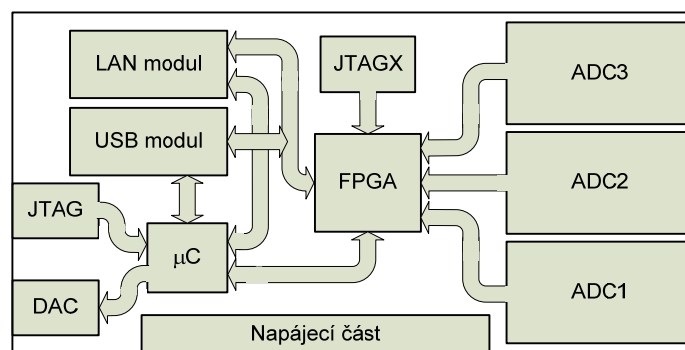 LAN modul
JTAGX
ADC3
USB modul
FPGA
ADC2
JTAG
μC
ADC1
DAC
Napájecí část